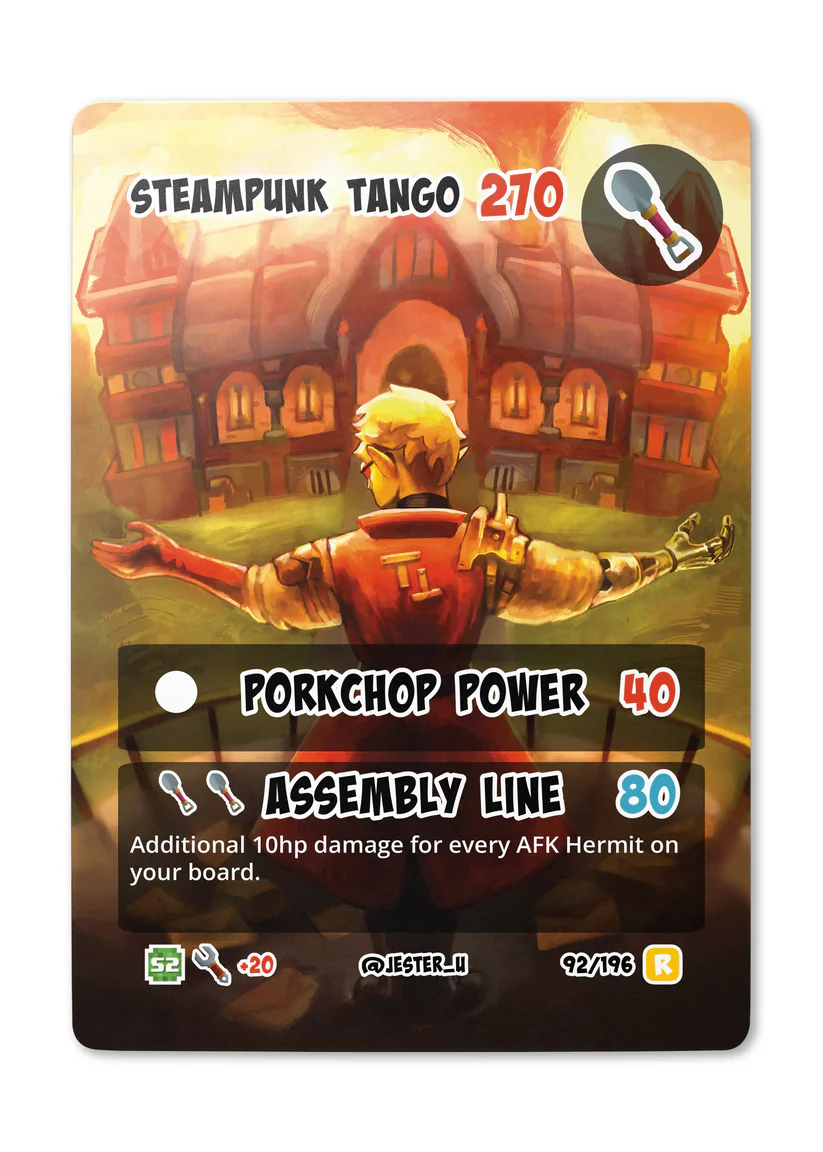 STEAMPUNK TANGO 270
TL
PORKCHOP POWER 40
ASSEMBLY LINE 80
Additional 10hp damage for every AFK Hermit on
your board.
S2 +20 @JESTER_U 92/196 R